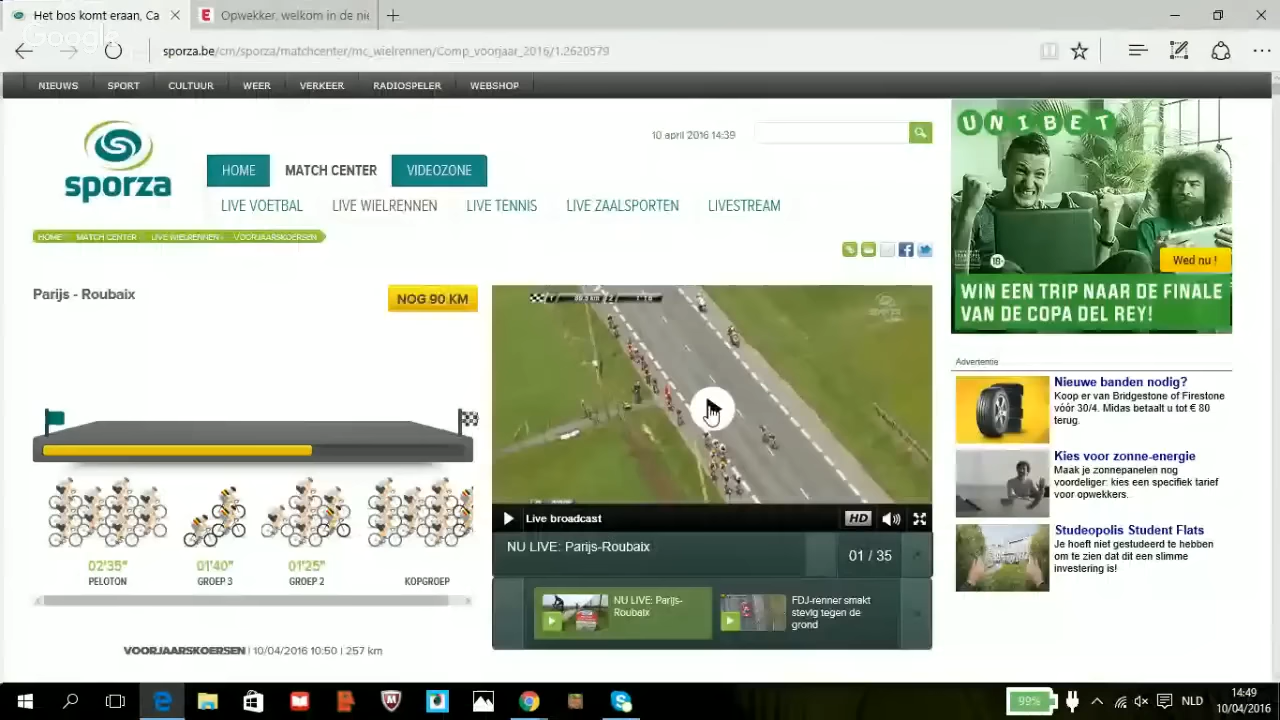 Het bos komt eraan, Ca
Opwekker, welkom in de nie
Google
sporza.be/cm/sporza/matchcenter/mc_wielrennen/Comp_voorjaar_2016/1.2620579
NIEUWS SPORT CULTUUR WEER VERKEER RADIOSPELER WEBSHOP
sporza
10 april 2016 14:39
HOME MATCH CENTER VIDEOZONE
LIVE VOETBAL LIVE WIELRENNEN LIVE TENNIS LIVE ZAALSPORTEN LIVESTREAM
HOME MATCH CENTER LIVE WIELRENNEN VOORJAARSKOERSEN
UNIBET
18+
Wed nu !
WIN EEN TRIP NAAR DE FINALE
VAN DE COPA DEL REY!
Parijs - Roubaix
NOG 90 KM
02'35"
PELOTON
01'40"
GROEP 3
01'25"
GROEP 2
KOPGROEP
VOORJAARSKOERSEN | 10/04/2016 10:50 | 257 km
Live broadcast
HD
NU LIVE: Parijs-Roubaix
01 / 35
NU LIVE: Parijs-
Roubaix
FDJ-renner smakt
stevig tegen de
grond
Advertentie
Nieuwe banden nodig?
Koop er van Bridgestone of Firestone
vóór 30/4. Midas betaalt u tot € 80
terug.
Kies voor zonne-energie
Maak je zonnepanelen nog
voordeliger: kies een specifiek tarief
voor opwekkers.
Studeopolis Student Flats
Je hoeft niet gestudeerd te hebben
om te zien dat dit een slimme
investering is!
99%
NLD
14:49
10/04/2016